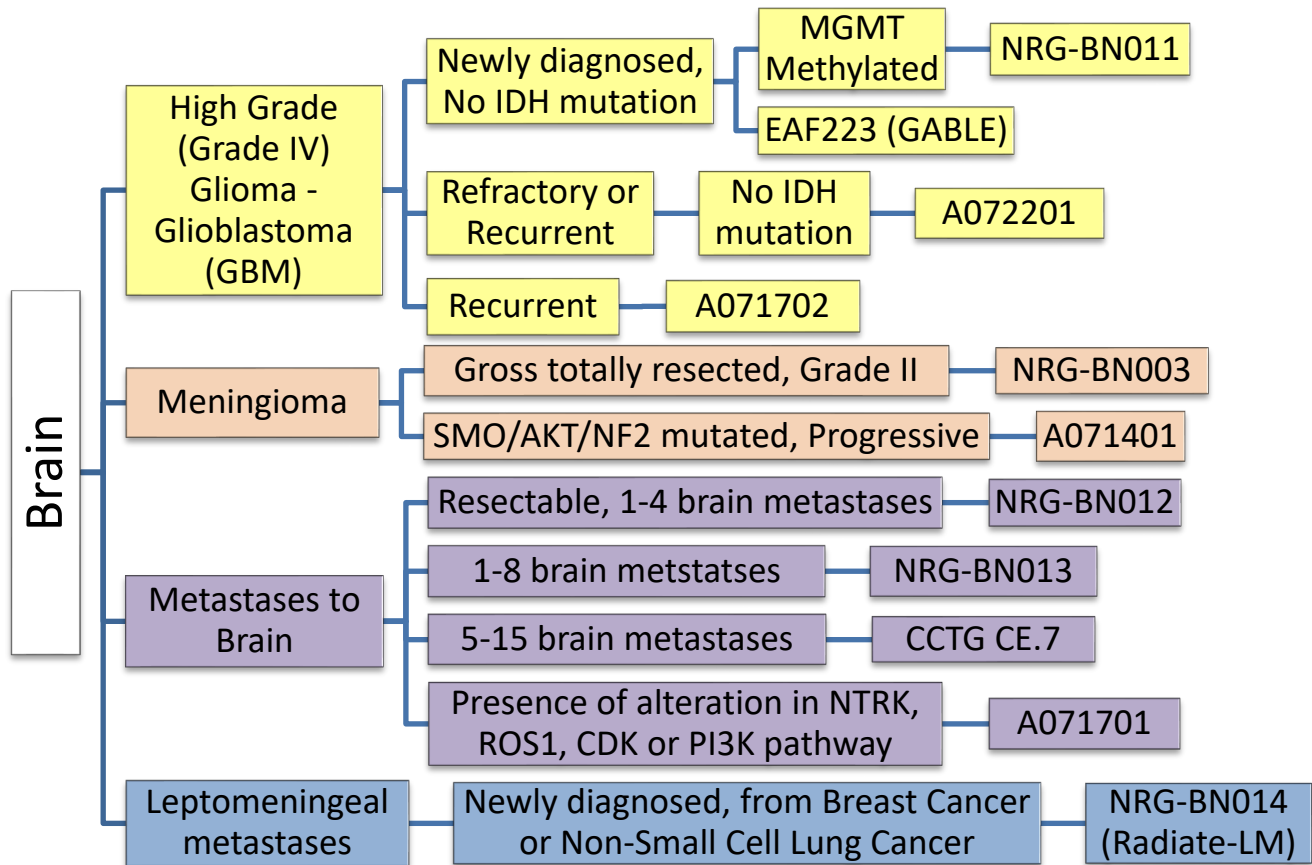 Brain
High Grade
(Grade IV)
Glioma -
Glioblastoma
(GBM)
Newly diagnosed,
No IDH mutation
MGMT
Methylated
NRG-BN011
EAF223 (GABLE)
Refractory or
Recurrent
No IDH
mutation
A072201
Recurrent
A071702
Meningioma
Gross totally resected, Grade II
NRG-BN003
SMO/AKT/NF2 mutated, Progressive
A071401
Metastases to
Brain
Resectable, 1-4 brain metastases
NRG-BN012
1-8 brain metstatses
NRG-BN013
5-15 brain metastases
CCTG CE.7
Presence of alteration in NTRK,
ROS1, CDK or PI3K pathway
A071701
Leptomeningeal
metastases
Newly diagnosed, from Breast Cancer
or Non-Small Cell Lung Cancer
NRG-BN014
(Radiate-LM)